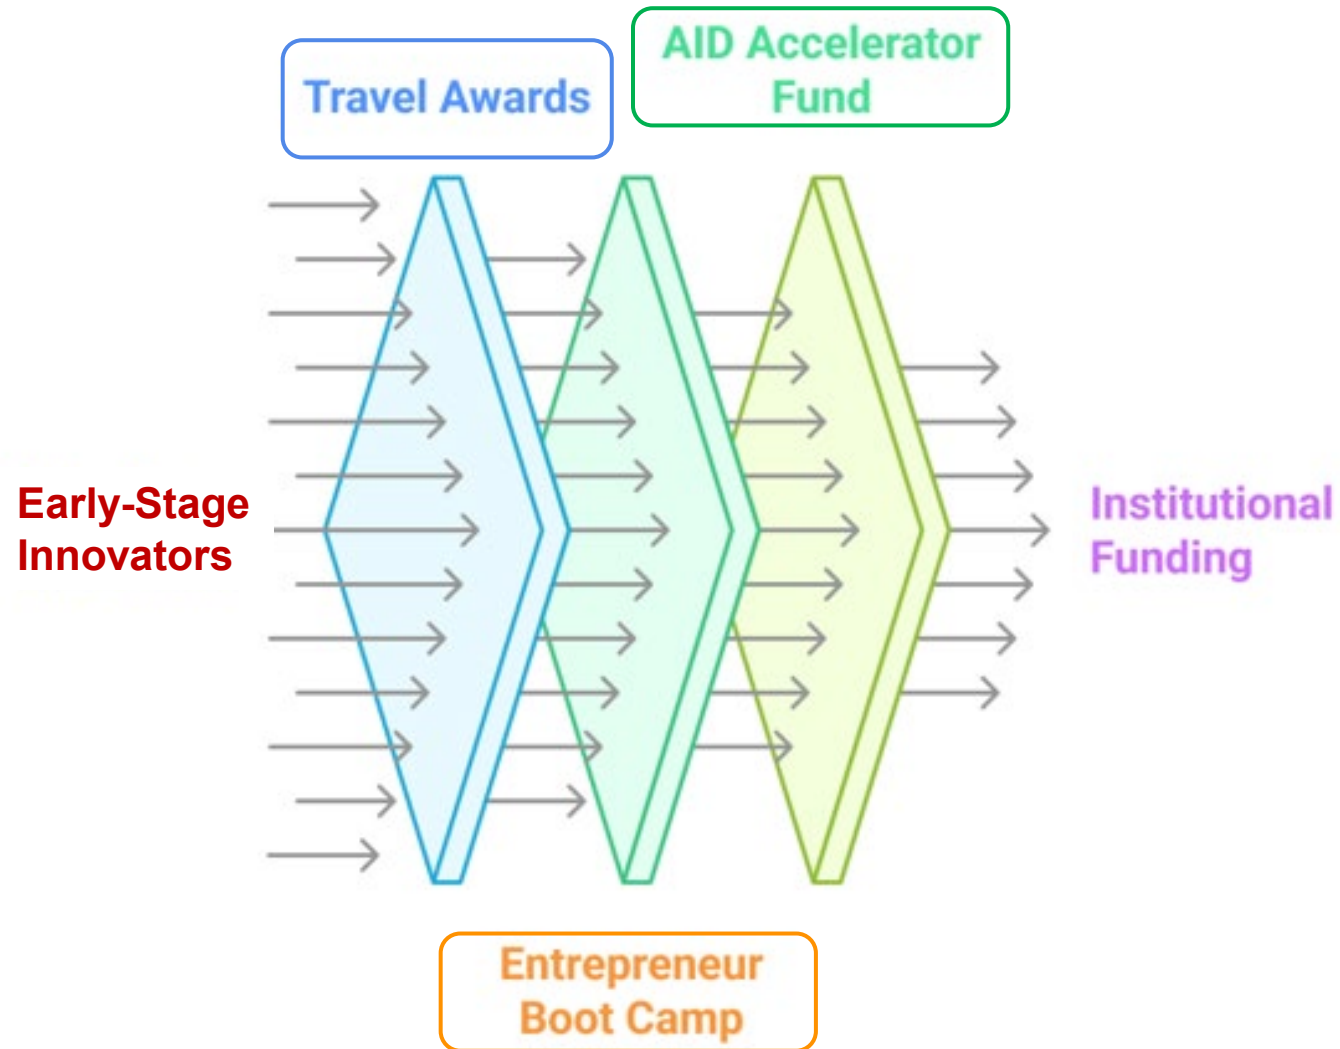 Travel Awards
AID Accelerator
Fund
Early-Stage
Innovators
Institutional
Funding
Entrepreneur
Boot Camp